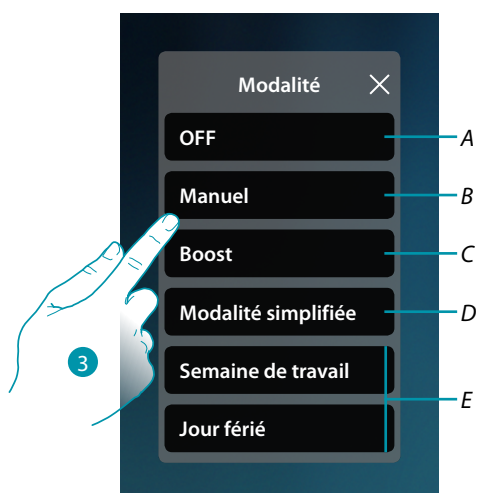 Modalité
OFF
A
Manuel
B
Boost
C
Modalité simplifiée
D
3
Semaine de travail
E
Jour férié